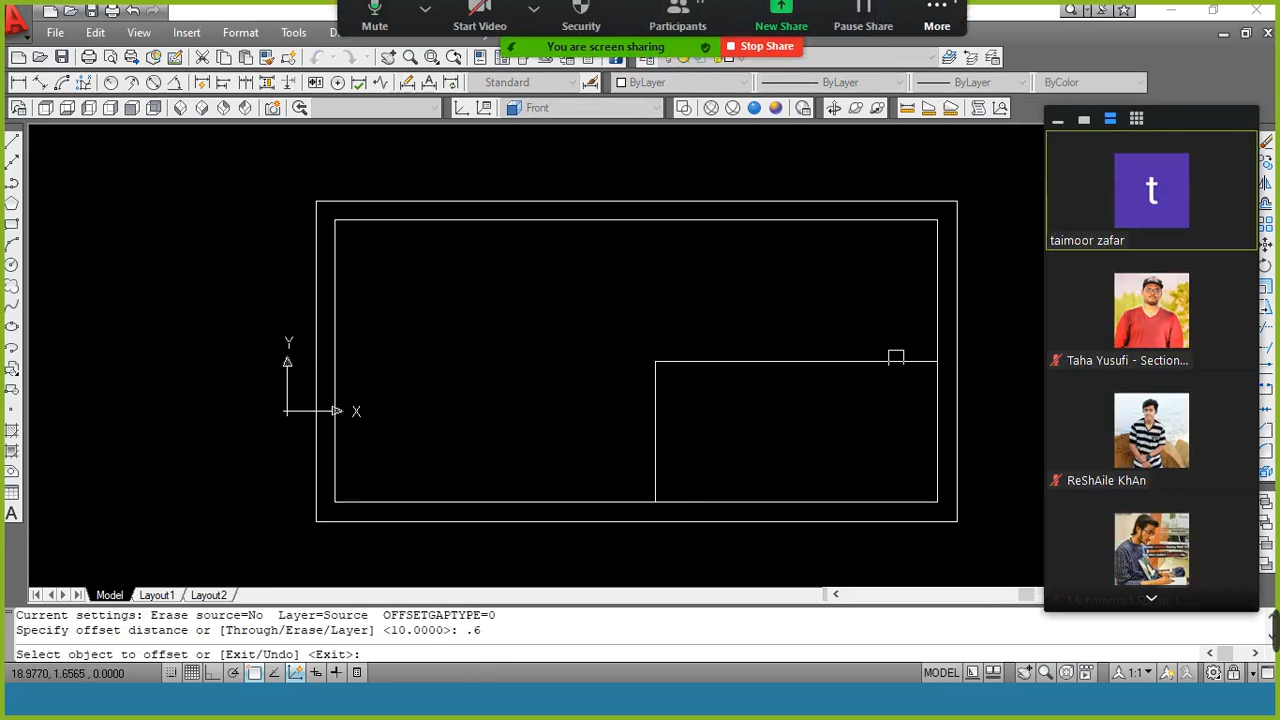 Mute
Start Video
Security
Participants
New Share
Pause Share
More
You are screen sharing
Stop Share
File
Edit
View
Insert
Format
Tools
Standard
ByLayer
ByLayer
ByLayer
ByColor
Front
t
taimoor zafar
Taha Yusufi - Section...
ReShAile KhAn
Y
X
A
Model
Layout1
Layout2
Current settings: Erase source=No  Layer=Source  OFFSETGAPTYPE=0
Specify offset distance or [Through/Erase/Layer] <10.0000>: .6
Select object to offset or [Exit/Undo] <Exit>:
18.9770, 1.6565, 0.0000
MODEL
1:1